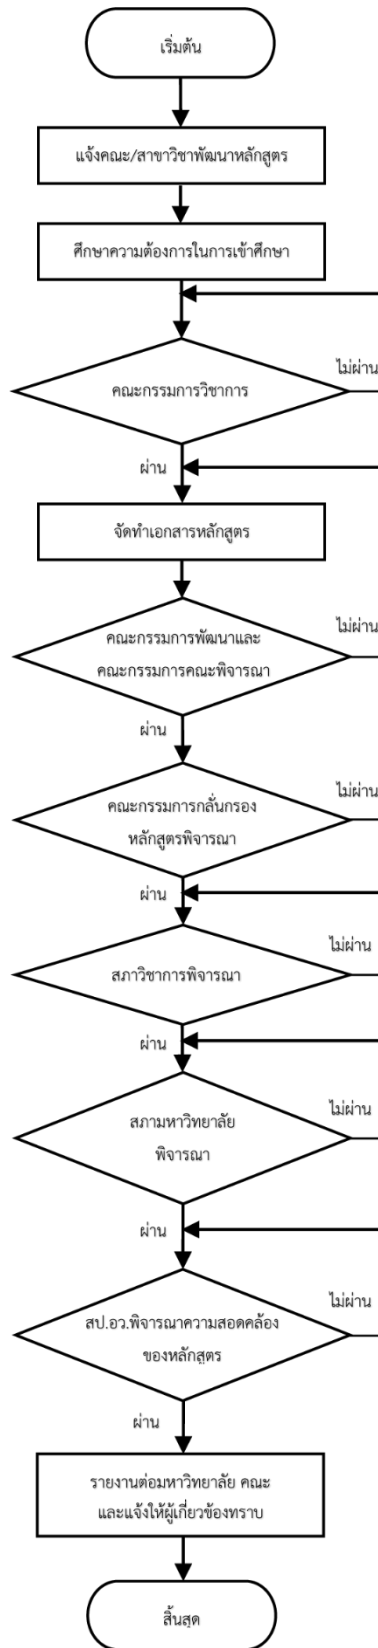 เริ่มต้น
แจ้งคณะ/สาขาวิชาพัฒนาหลักสูตร
ศึกษาความต้องการในการเข้าศึกษา
คณะกรรมการวิชาการ
ไม่ผ่าน
ผ่าน
จัดทำเอกสารหลักสูตร
คณะกรรมการพัฒนาและ
คณะกรรมการคณะพิจารณา
ไม่ผ่าน
ผ่าน
คณะกรรมการกลั่นกรอง
หลักสูตรพิจารณา
ไม่ผ่าน
ผ่าน
สภาวิชาการพิจารณา
ไม่ผ่าน
ผ่าน
สภามหาวิทยาลัย
พิจารณา
ไม่ผ่าน
ผ่าน
สป.อว.พิจารณาความสอดคล้อง
ของหลักสูตร
ไม่ผ่าน
ผ่าน
รายงานต่อมหาวิทยาลัย คณะ
และแจ้งให้ผู้เกี่ยวข้องทราบ
สิ้นสุด